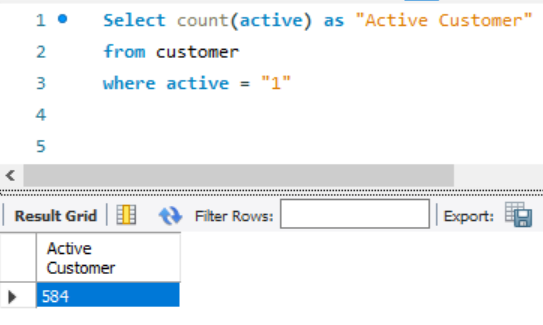 1 Select count(active) as "Active Customer"
2 from customer
3 where active = "1"
4
5
Result Grid Filter Rows: Export:
Active
Customer
584